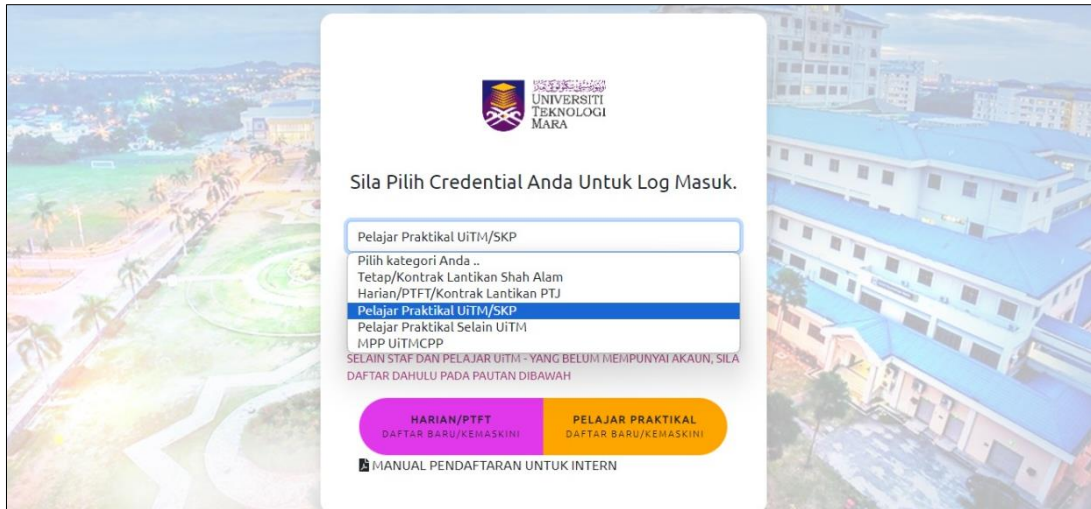 UNIVERSITI
TEKNOLOGI
MARA
Sila Pilih Credential Anda Untuk Log Masuk.
Pelajar Praktikal UiTM/SKP
Pilih kategori Anda ..
Tetap/Kontrak Lantikan Shah Alam
Harian/PTFT/Kontrak Lantikan PTJ
Pelajar Praktikal UiTM/SKP
Pelajar Praktikal Selain UiTM
MPP UiTMCPP
SELAIN STAF DAN PELAJAR UiTM - YANG BELUM MEMPUNYAI AKAUN, SILA
DAFTAR DAHULU PADA PAUTAN DIBAWAH
HARIAN/PTFT
DAFTAR BARU/KEMASKINI
PELAJAR PRAKTIKAL
DAFTAR BARU/KEMASKINI
MANUAL PENDAFTARAN UNTUK INTERN